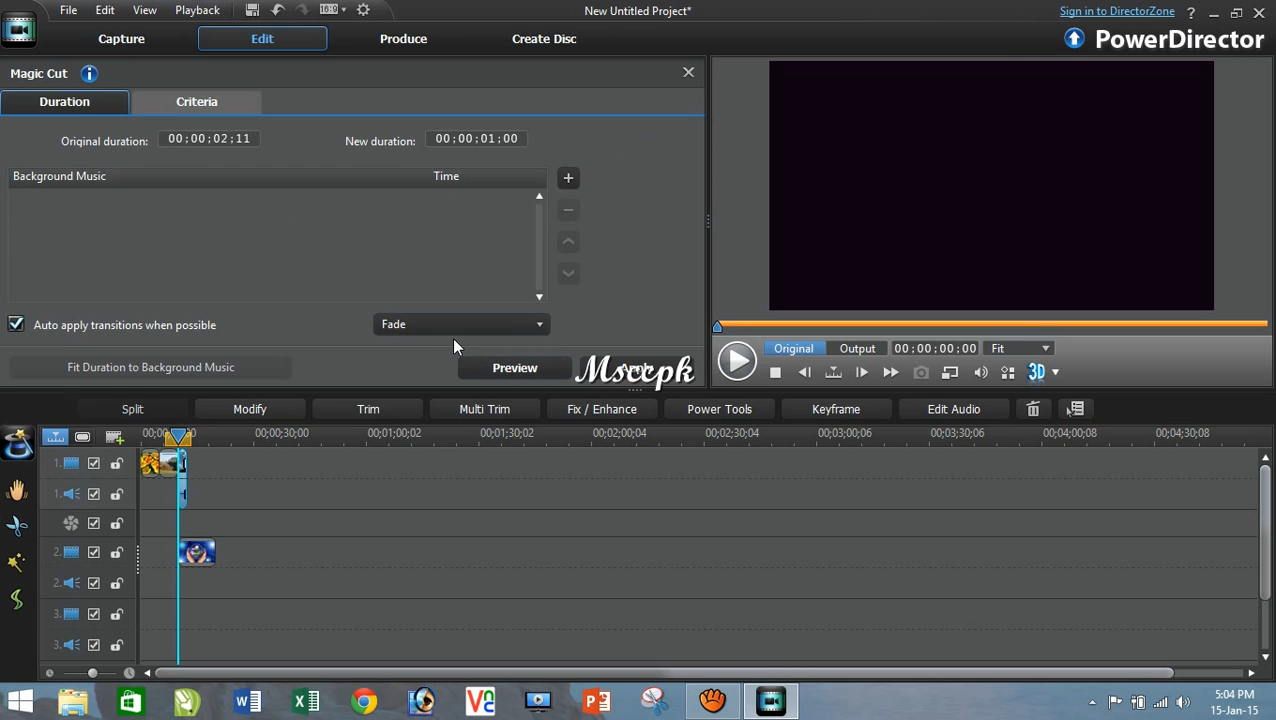 File Edit View Playback 16:9 New Untitled Project* Sign in to DirectorZone ?
Capture Edit Produce Create Disc PowerDirector
Magic Cut
Duration Criteria
Original duration: 00;00;02;11 New duration: 00;00;01;00
Background Music Time
Auto apply transitions when possible Fade
Fit Duration to Background Music Preview
Msccpk
Original Output 00;00;00;00 Fit
3D
Split Modify Trim Multi Trim Fix / Enhance Power Tools Keyframe Edit Audio
00;00;30;00 00;01;00;02 00;01;30;02 00;02;00;04 00;02;30;04 00;03;00;06 00;03;30;06 00;04;00;08 00;04;30;08
1.
1.
2.
2.
3.
3.
5:04 PM
15-Jan-15